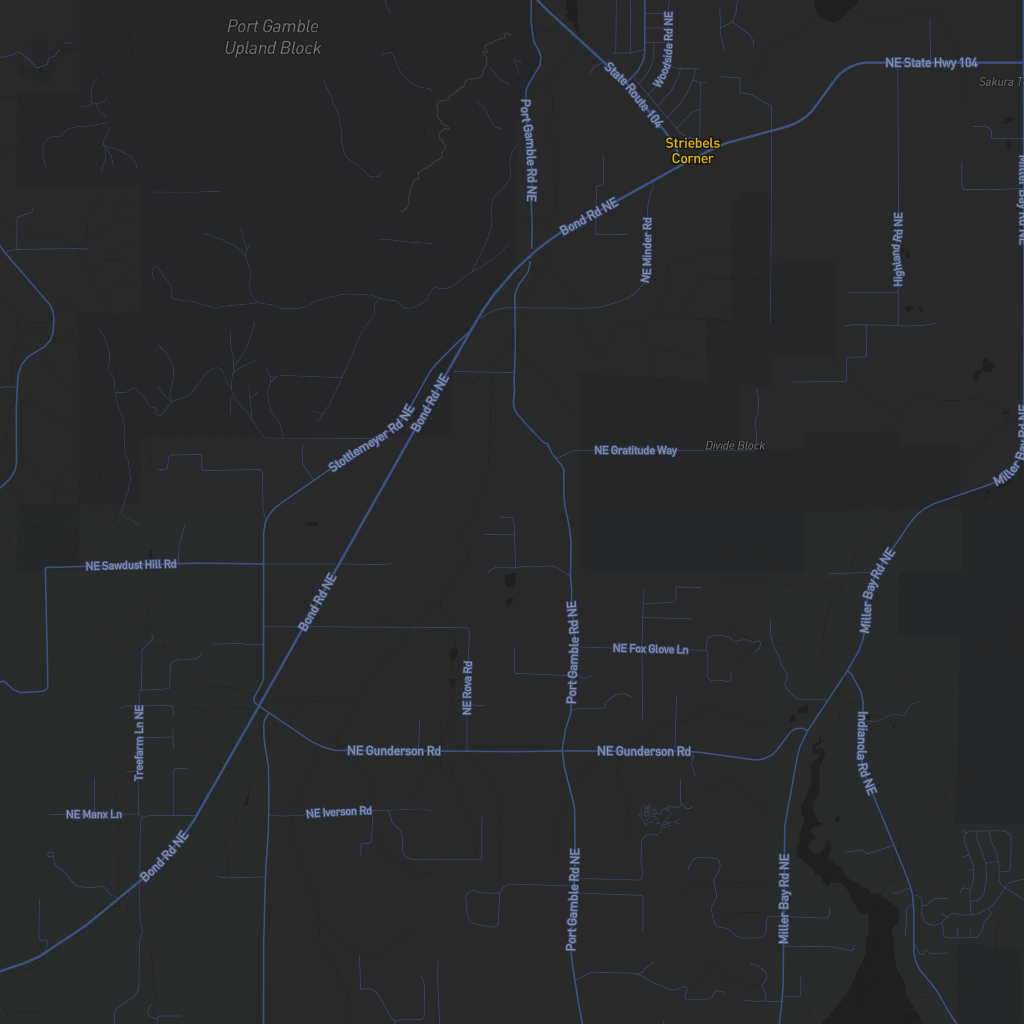 Port Gamble
Upland Block
Woodside Rd NE
NE State Hwy 104
State Route 104
Sakura T
Port Gamble Rd NE
Striebels
Corner
Bond Rd NE
NE Minder Rd
Highland Rd NE
Miller Bay Rd NE
Bond Rd NE
Stottlemeyer Rd NE
NE Gratitude Way
Divide Block
Miller Bay Rd NE
NE Sawdust Hill Rd
Bond Rd NE
Miller Bay Rd NE
Port Gamble Rd NE
NE Fox Glove Ln
NE Rova Rd
Treefarm Ln NE
NE Gunderson Rd
NE Gunderson Rd
Indianola Rd NE
NE Manx Ln
NE Iverson Rd
Bond Rd NE
Port Gamble Rd NE
Miller Bay Rd NE